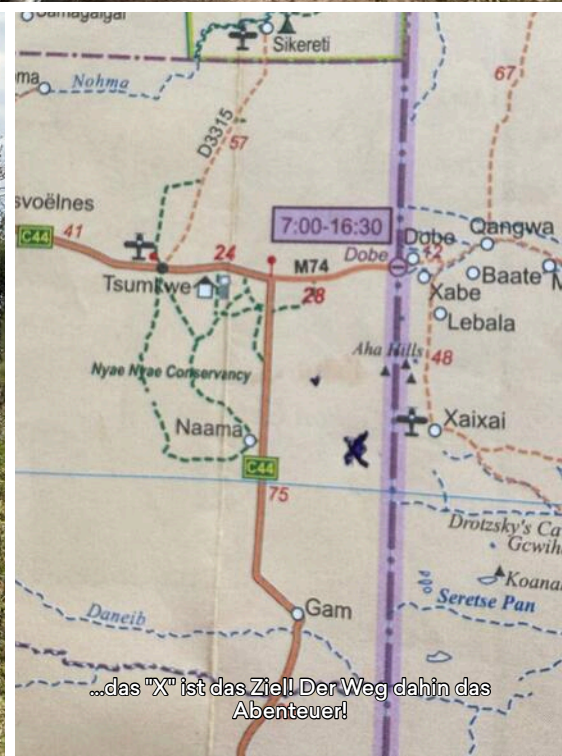 Sikereti
Nohma
67
D3315
57
svoëlnes
7:00-16:30
C44
41
24
Dobe
Dobe
Qangwa
12
M74
Tsumkwe
28
Baate
Xabe
Lebala
Aha Hills
48
Nyae Nyae Conservancy
Naama
Xaixai
C44
75
Drotzsky's Ca
Gcwih
Koana
Seretse Pan
Gam
Daneib
...das "X" ist das Ziel! Der Weg dahin das
Abenteuer!